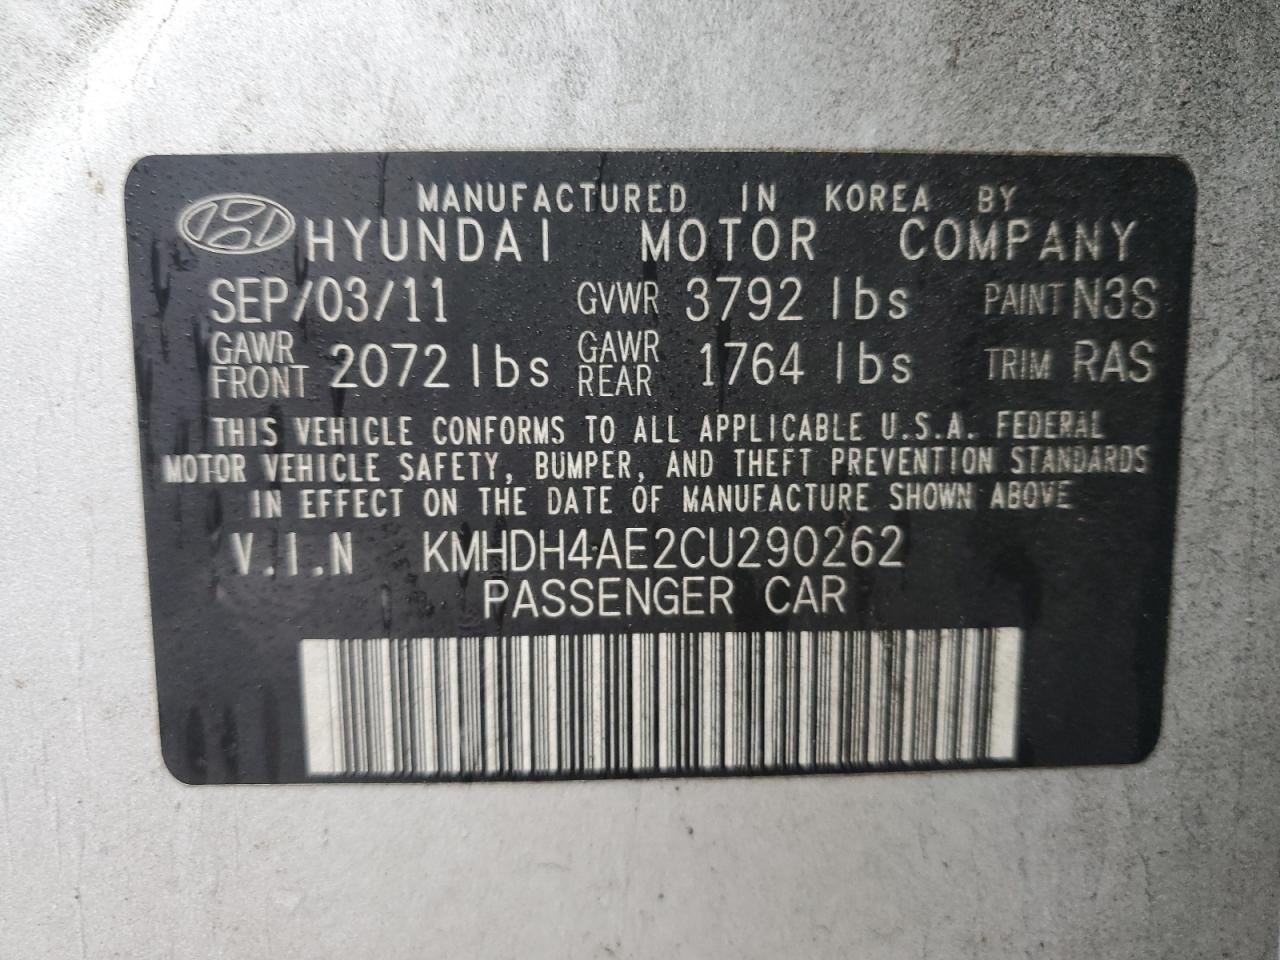 MANUFACTURED IN KOREA BY
HYUNDAI MOTOR COMPANY
SEP/03/11 GVWR 3792 lbs PAINT N3S
GAWR FRONT 2072 lbs GAWR REAR 1764 lbs TRIM RAS
THIS VEHICLE CONFORMS TO ALL APPLICABLE U.S.A. FEDERAL
MOTOR VEHICLE SAFETY, BUMPER, AND THEFT PREVENTION STANDARDS
IN EFFECT ON THE DATE OF MANUFACTURE SHOWN ABOVE
V.I.N KMHDH4AE2CU290262
PASSENGER CAR